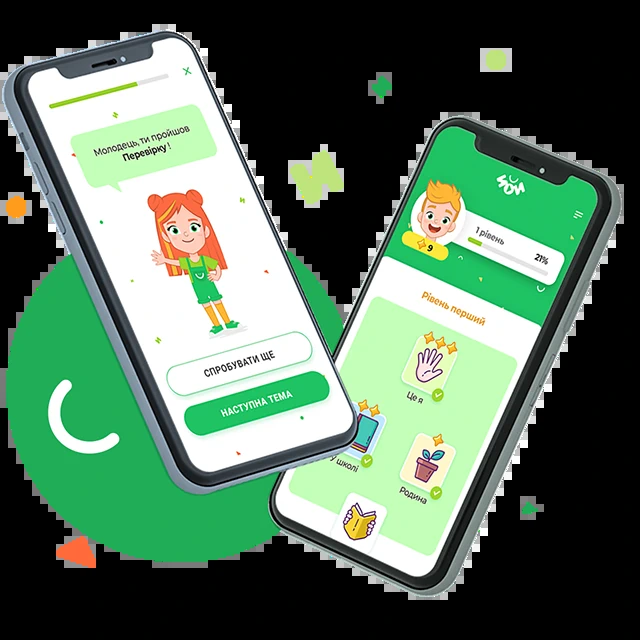 Молодець, ти пройшов
Перевірку !
СПРОБУВАТИ ЩЕ
НАСТУПНА ТЕМА
9
1 рівень
21%
Рівень перший
Це я
У школі
Родина